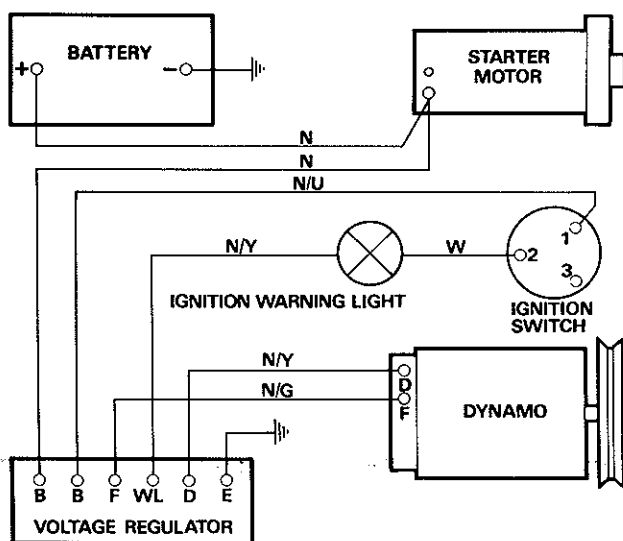 BATTERY
+
−
STARTER
MOTOR
N
N
N/U
1
N/Y
W
2
3
IGNITION WARNING LIGHT
IGNITION
SWITCH
N/Y
D
N/G
F
DYNAMO
B B F WL D E
VOLTAGE REGULATOR